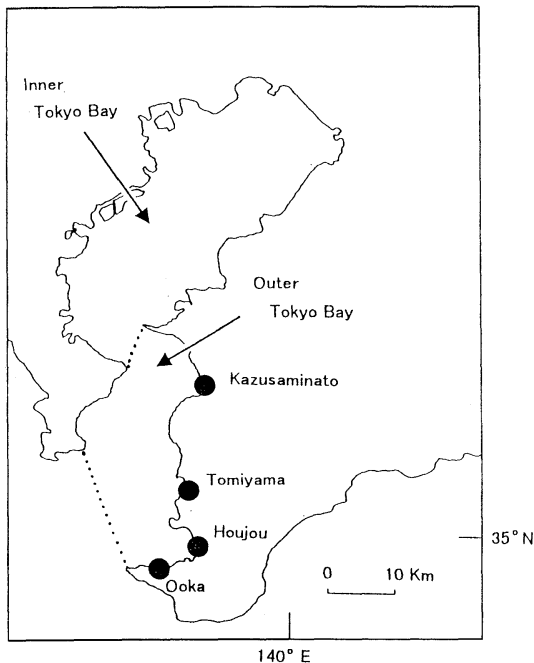 Inner
Tokyo Bay
Outer
Tokyo Bay
Kazusaminato
Tomiyama
Houjou
35°N
Ooka
0 10 Km
140°E